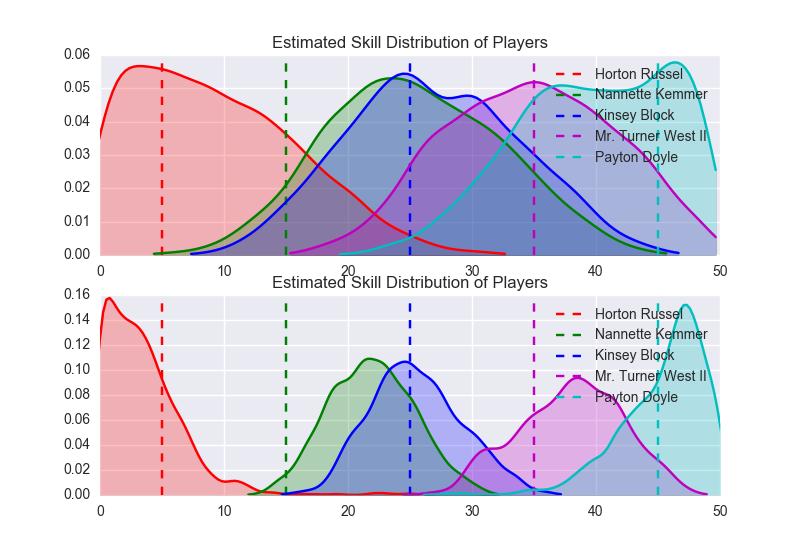 Estimated Skill Distribution of Players
0.06
0.05
0.04
0.03
0.02
0.01
0.00
Horton Russel
Nannette Kemmer
Kinsey Block
Mr. Turner West II
Payton Doyle
0 10 20 30 40 50
Estimated Skill Distribution of Players
0.16
0.14
0.12
0.10
0.08
0.06
0.04
0.02
0.00
Horton Russel
Nannette Kemmer
Kinsey Block
Mr. Turner West II
Payton Doyle
0 10 20 30 40 50